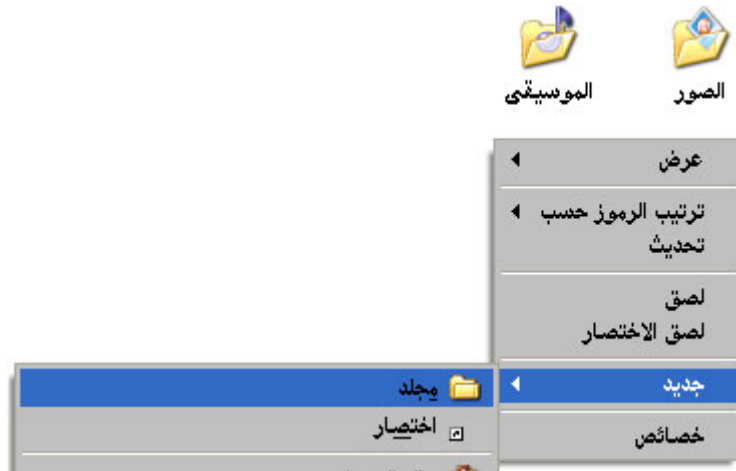 الصور
الموسيقى
عرض
ترتيب الرموز حسب
تحديث
لصق
لصق الاختصار
جديد
خصائص
مجلد
اختصار